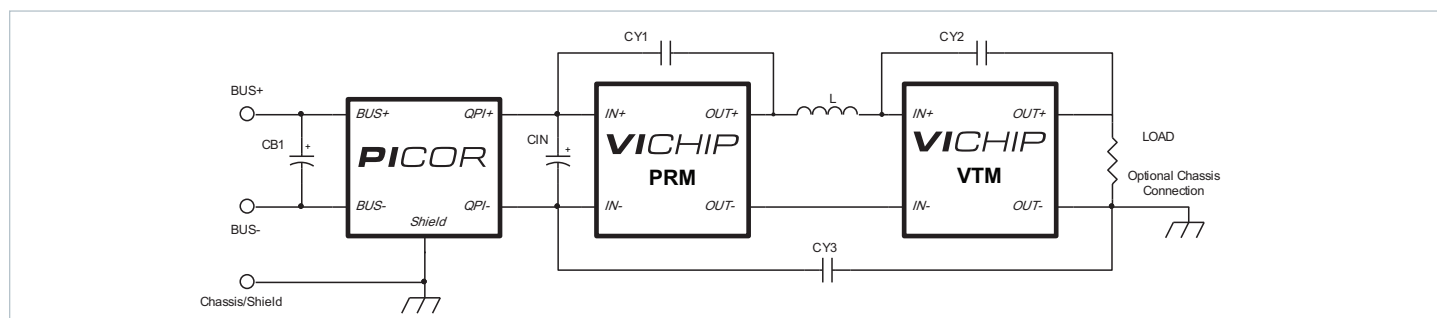 CY1
CY2
BUS+
BUS+
QPI+
IN+
OUT+
L
IN+
OUT+
CB1
+
PICOR
CIN
+
VICHIP
PRM
VICHIP
VTM
LOAD
Optional Chassis
Connection
BUS-
BUS-
QPI-
IN-
OUT-
IN-
OUT-
Shield
CY3
Chassis/Shield